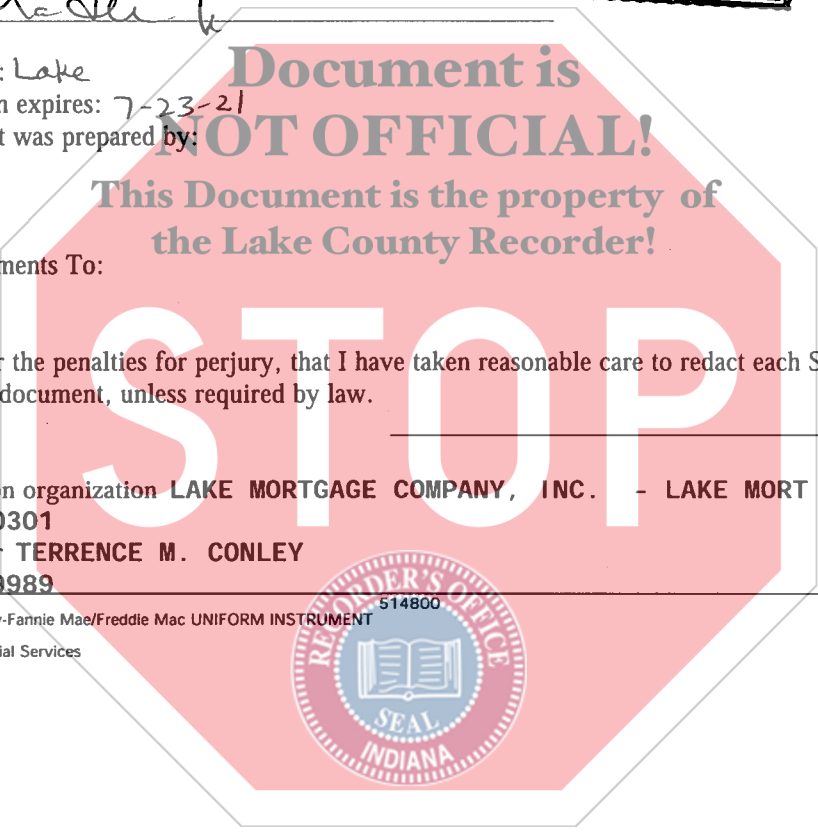 Document is
: Lake
n expires: 7-23-21
NOT OFFICIAL!
t was prepared by:
This Document is the property of
the Lake County Recorder!
ments To:
STOP
r the penalties for perjury, that I have taken reasonable care to redact each S
document, unless required by law.
on organization LAKE MORTGAGE COMPANY, INC. - LAKE MORT
0301
r TERRENCE M. CONLEY
9989
514800
y-Fannie Mae/Freddie Mac UNIFORM INSTRUMENT
ial Services
RECORDER'S OFFICE
SEAL
INDIANA